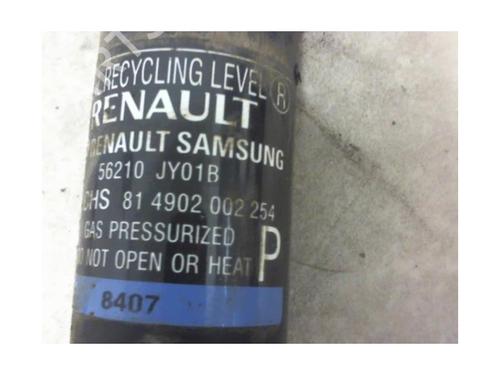 RECYCLING LEVEL R
RENAULT
RENAULT SAMSUNG
56210 JY01B
CHS 81 4902 002 254
GAS PRESSURIZED P
NOT OPEN OR HEAT
8407